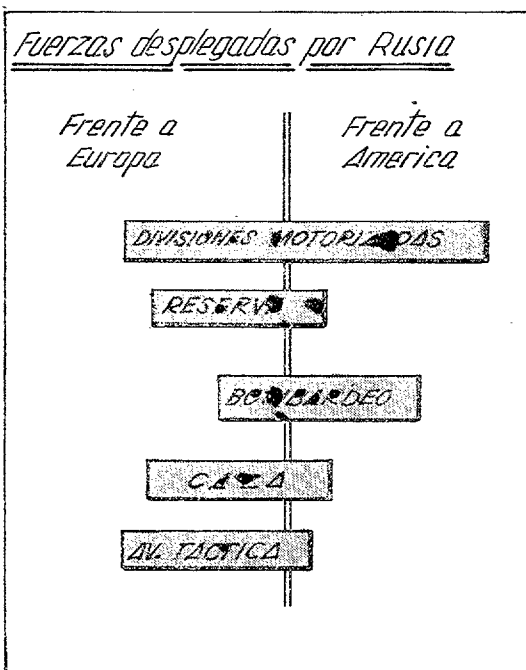 Fuerzas desplegadas por Rusia
Frente a
Europa
Frente a
America
DIVISIONES MOTORIZADAS
RESERVA
BOMBARDEO
CAZA
AV. TACTICA